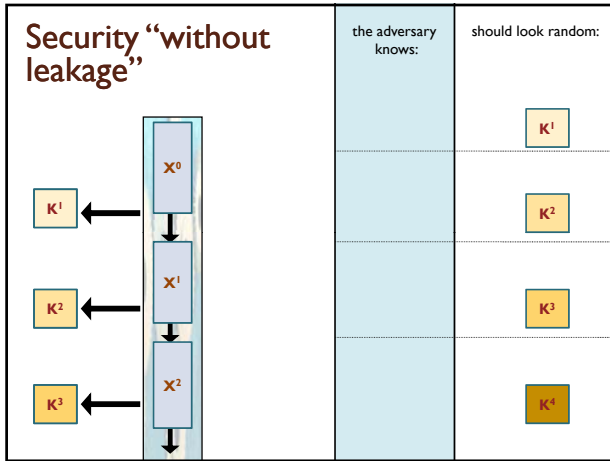 Security “without
leakage”
the adversary
knows:
should look random:
X⁰
K¹
X¹
K²
X²
K³
K¹
K²
K³
K⁴